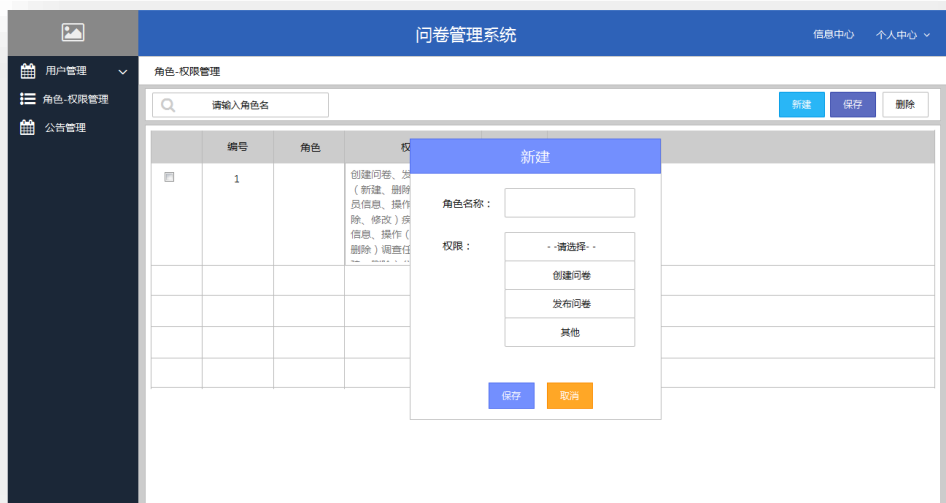 问卷管理系统
信息中心
个人中心
用户管理
角色-权限管理
公告管理
角色-权限管理
请输入角色名
新建
保存
删除
编号
角色
权
1
创建问卷、发
（新建、删除
员信息、操作
除、修改）疾
信息、操作（
删除）调查任
新建
角色名称：
权限：
- -请选择- -
创建问卷
发布问卷
其他
保存
取消